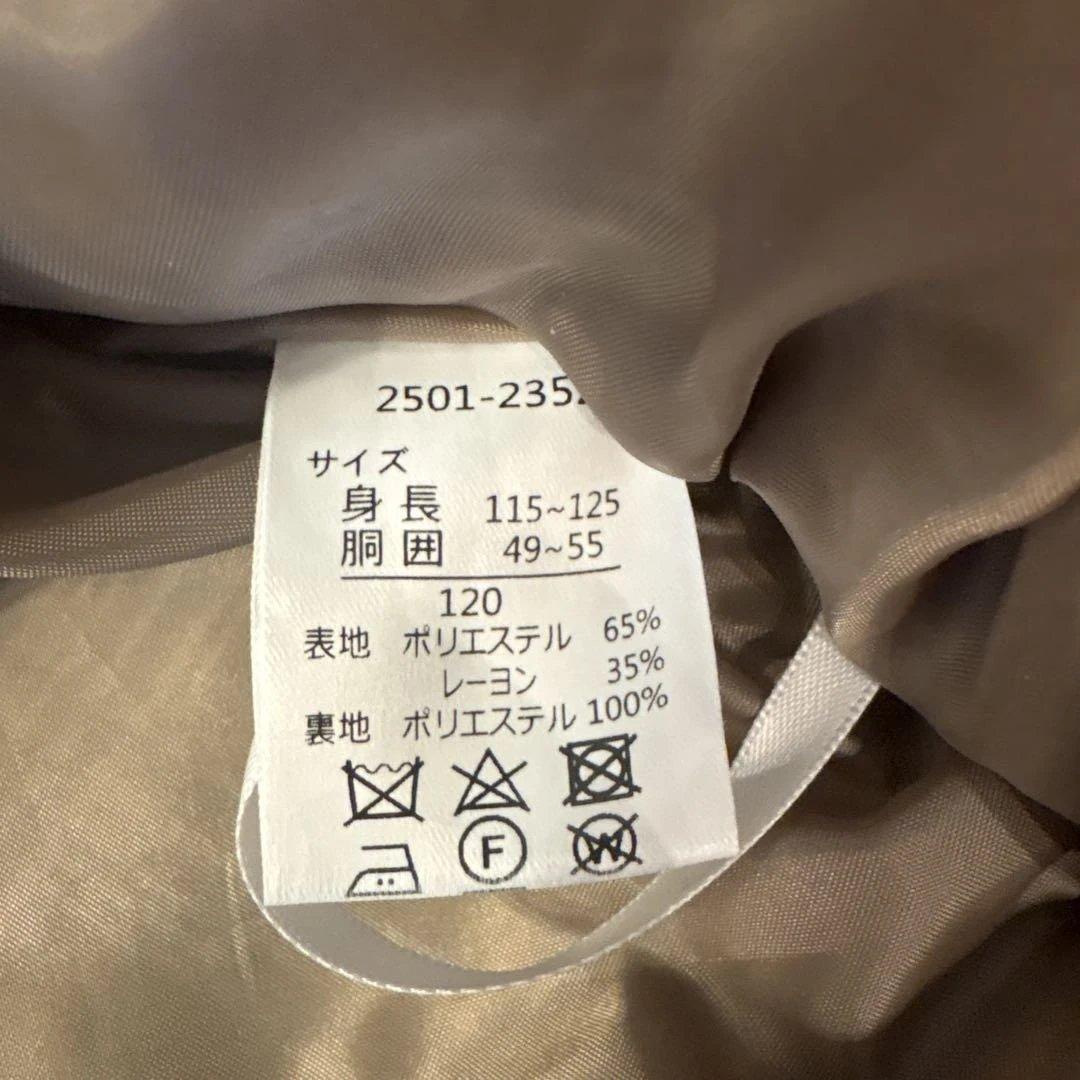 2501-2352
サイズ
身長 115~125
胴囲 49~55
120
表地 ポリエステル 65%
レーヨン 35%
裏地 ポリエステル 100%
F W